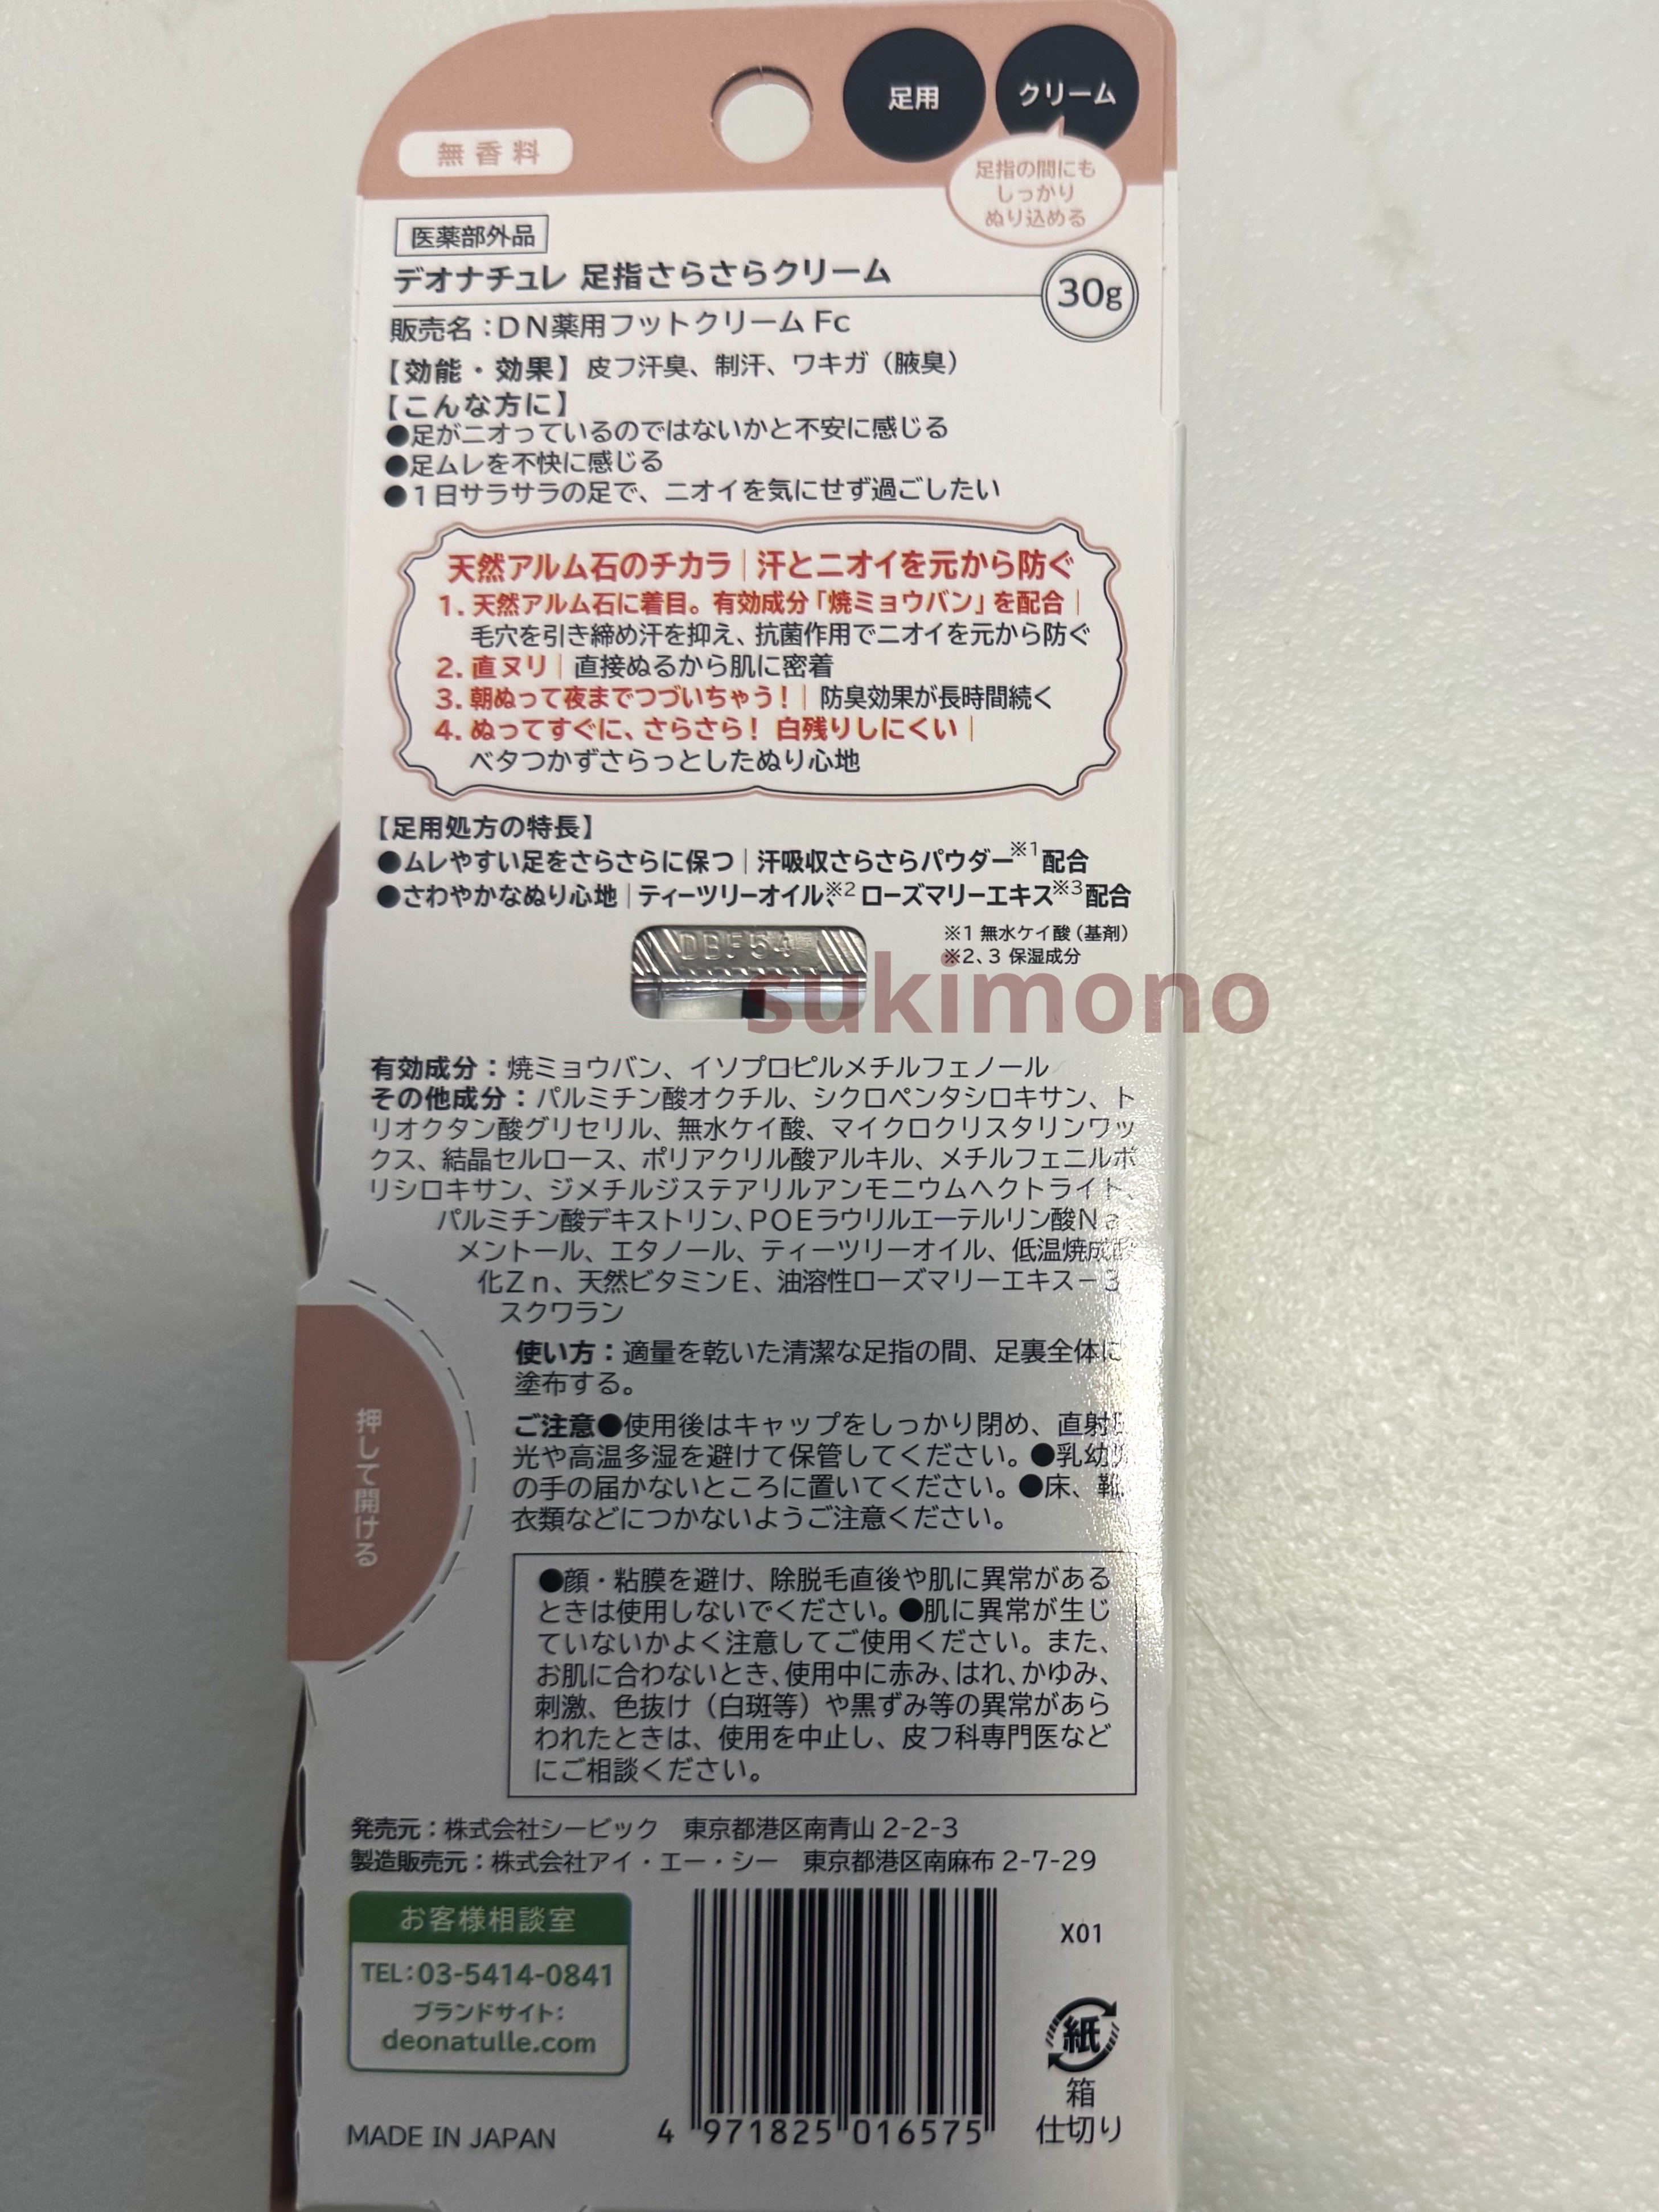 無香料
足用
クリーム
足指の間にも
しっかり
ぬり込める
医薬部外品
デオナチュレ 足指さらさらクリーム
30g
販売名：DN薬用フットクリーム Fc
【効能・効果】皮フ汗臭、制汗、ワキガ（腋臭）
【こんな方に】
●足がニオっているのではないかと不安に感じる
●足ムレを不快に感じる
●1日サラサラの足で、ニオイを気にせず過ごしたい
天然アルム石のチカラ｜汗とニオイを元から防ぐ
1. 天然アルム石に着目。有効成分「焼ミョウバン」を配合｜
毛穴を引き締め汗を抑え、抗菌作用でニオイを元から防ぐ
2. 直ヌリ｜直接ぬるから肌に密着
3. 朝ぬって夜までつづいちゃう！｜防臭効果が長時間続く
4. ぬってすぐに、さらさら！ 白残りしにくい｜
ベタつかずさらっとしたぬり心地
【足用処方の特長】
●ムレやすい足をさらさらに保つ｜汗吸収さらさらパウダー※1配合
●さわやかなぬり心地｜ティーツリーオイル※2、ローズマリーエキス※3配合
※1 無水ケイ酸（基剤）
※2、3 保湿成分
DBF54
sukimono
有効成分：焼ミョウバン、イソプロピルメチルフェノール
その他成分：パルミチン酸オクチル、シクロペンタシロキサン、ト
リオクタン酸グリセリル、無水ケイ酸、マイクロクリスタリンワッ
クス、結晶セルロース、ポリアクリル酸アルキル、メチルフェニルポ
リシロキサン、ジメチルジステアリルアンモニウムヘクトライト、
パルミチン酸デキストリン、POEラウリルエーテルリン酸Na、
メントール、エタノール、ティーツリーオイル、低温焼成酸
化Zn、天然ビタミンE、油溶性ローズマリーエキス－3
スクワラン
使い方：適量を乾いた清潔な足指の間、足裏全体に
塗布する。
ご注意●使用後はキャップをしっかり閉め、直射日
光や高温多湿を避けて保管してください。●乳幼児
の手の届かないところに置いてください。●床、靴、
衣類などにつかないようご注意ください。
●顔・粘膜を避け、除脱毛直後や肌に異常がある
ときは使用しないでください。●肌に異常が生じ
ていないかよく注意してご使用ください。また、
お肌に合わないとき、使用中に赤み、はれ、かゆみ、
刺激、色抜け（白斑等）や黒ずみ等の異常があら
われたときは、使用を中止し、皮フ科専門医など
にご相談ください。
押して開ける
発売元：株式会社シービック 東京都港区南青山 2-2-3
製造販売元：株式会社アイ・エー・シー 東京都港区南麻布 2-7-29
お客様相談室
TEL:03-5414-0841
ブランドサイト:
deonatulle.com
MADE IN JAPAN
4 971825 016575
X01
紙
箱
仕切り